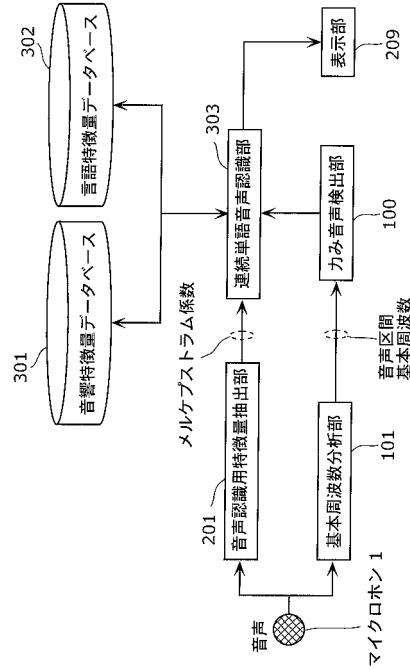 301
音響特徴量データベース
302
言語特徴量データベース
メルケプストラム係数
303
連続単語音声認識部
表示部
209
201
音声認識用特徴量抽出部
音声
マイクロホン 1
基本周波数分析部
101
音声区間
基本周波数
力み音声検出部
100